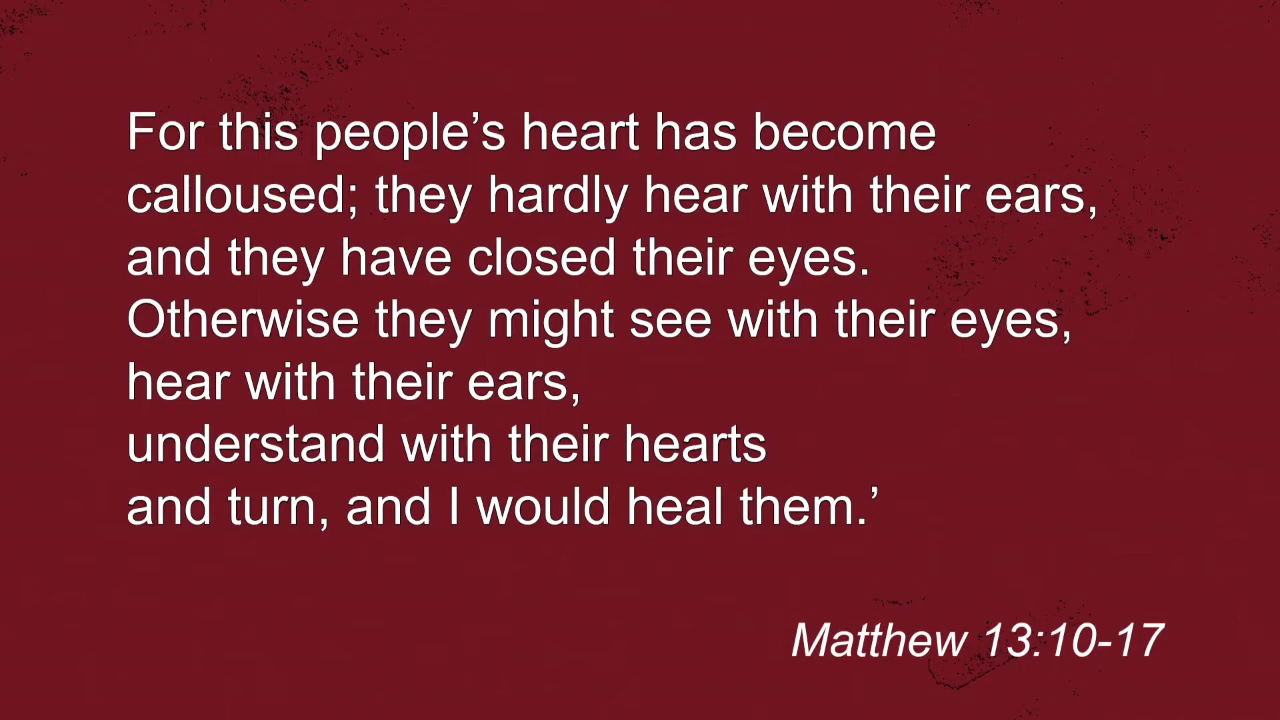 For this people’s heart has become
calloused; they hardly hear with their ears,
and they have closed their eyes.
Otherwise they might see with their eyes,
hear with their ears,
understand with their hearts
and turn, and I would heal them.’
Matthew 13:10-17